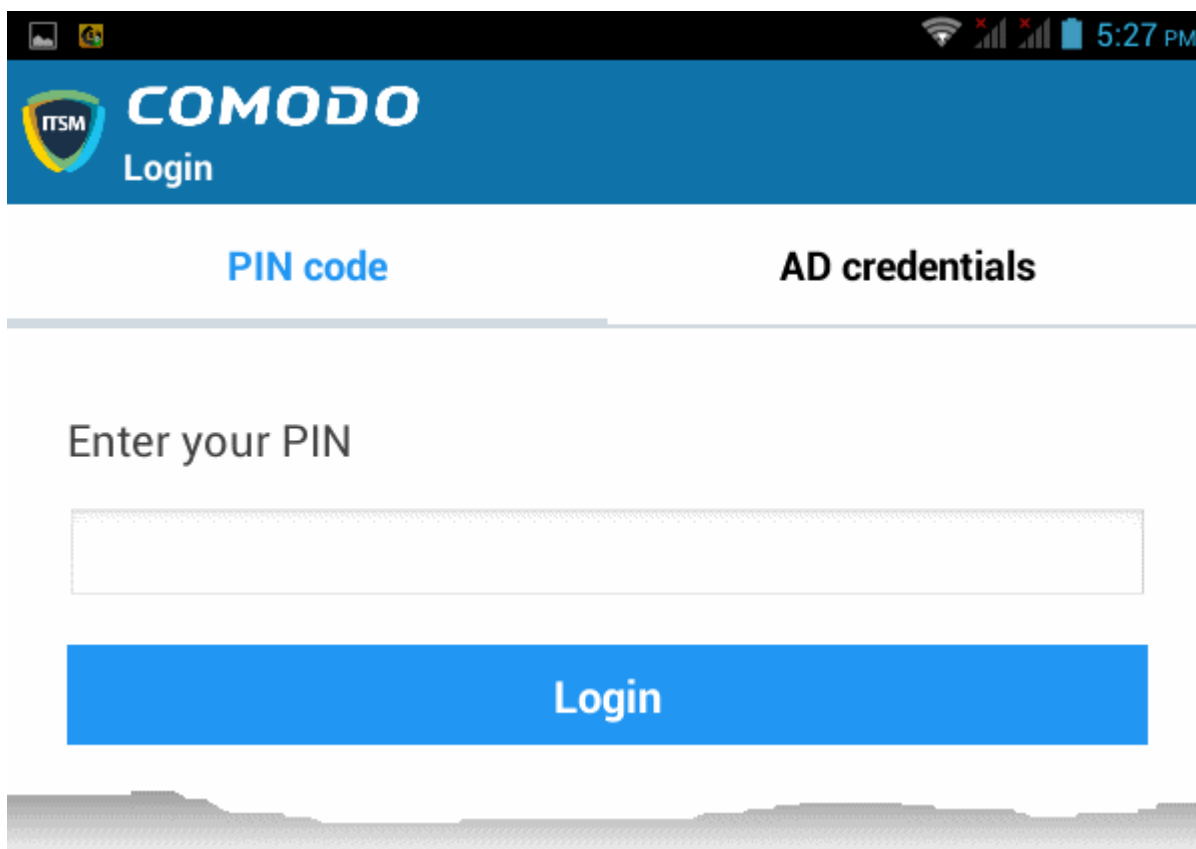 5:27 PM
ITSM
COMODO
Login
PIN code AD credentials
Enter your PIN
Login